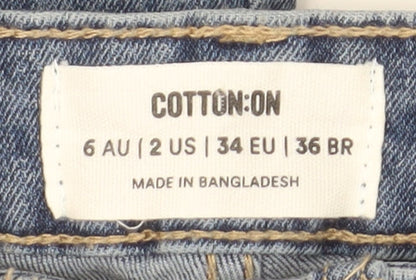 COTTON:ON
6 AU | 2 US | 34 EU | 36 BR
MADE IN BANGLADESH